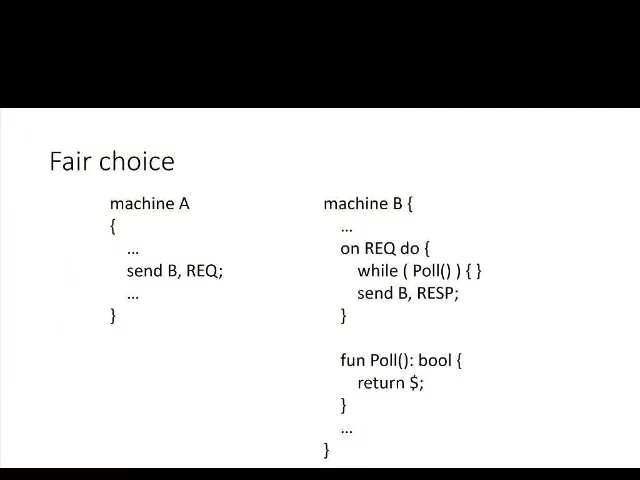 Fair choice
machine A
{
...
send B, REQ;
...
}
machine B {
...
on REQ do {
while ( Poll() ) { }
send B, RESP;
}
fun Poll(): bool {
return $;
}
...
}